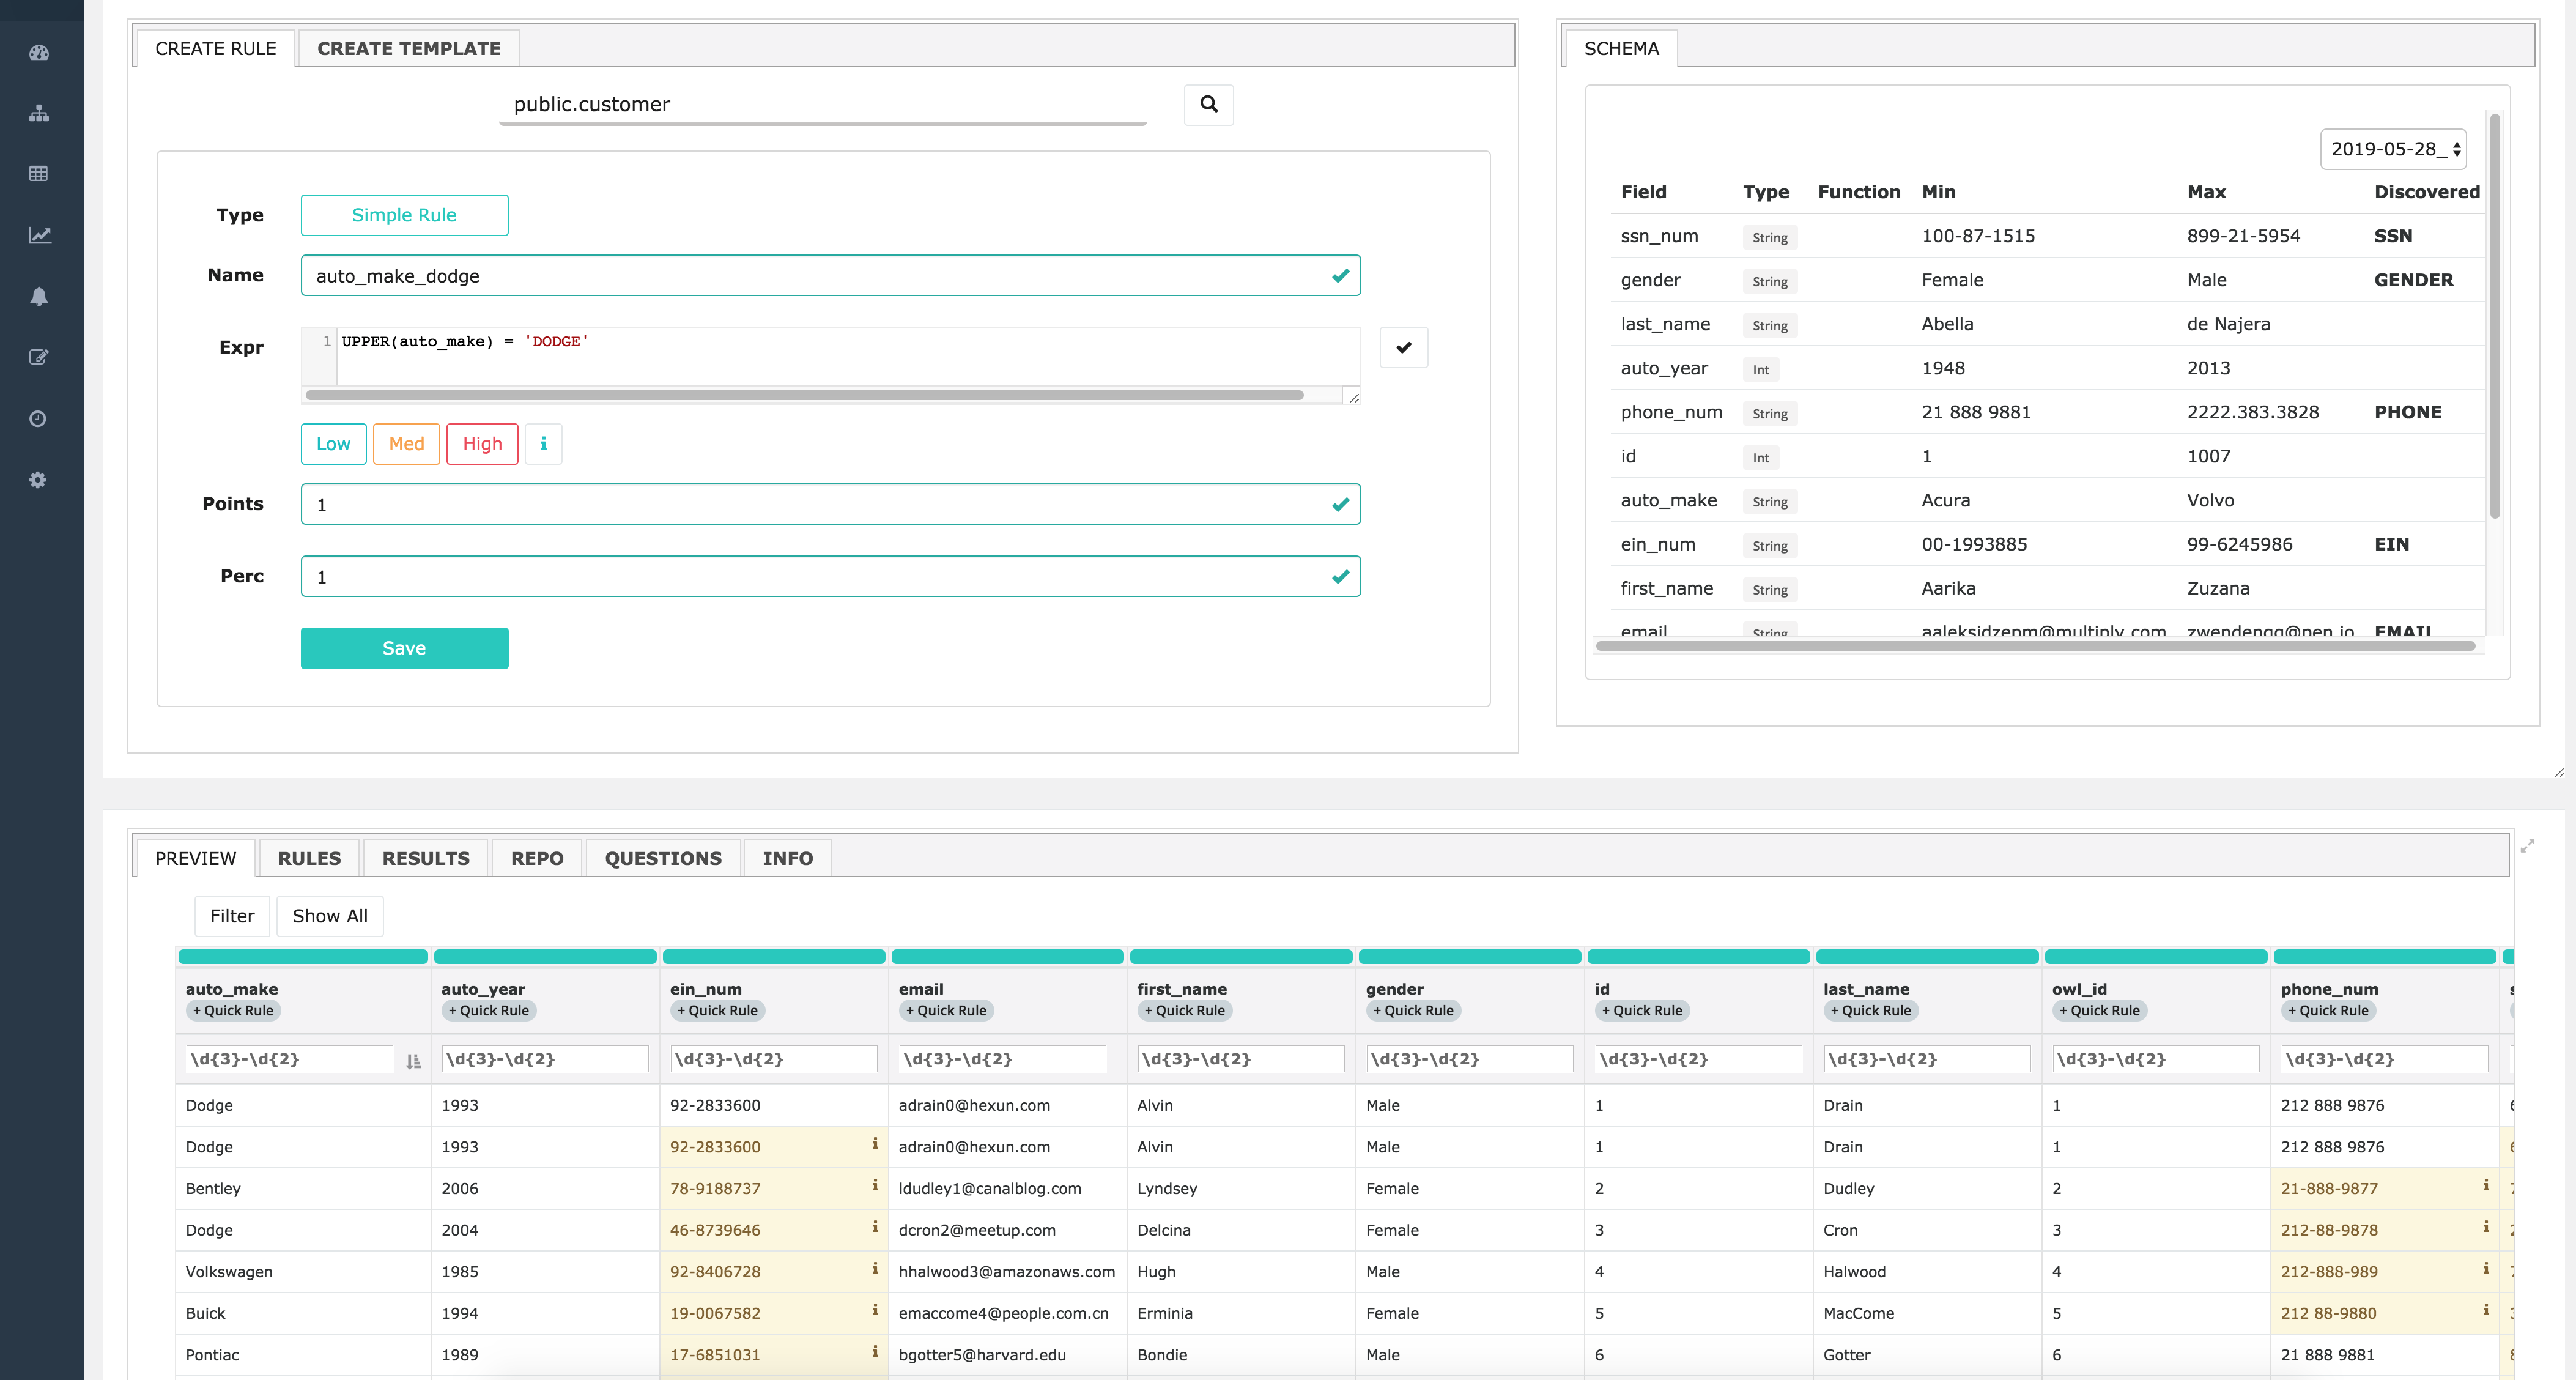 CREATE RULE CREATE TEMPLATE
public.customer
Type Simple Rule
Name auto_make_dodge
Expr 1 UPPER(auto_make) = 'DODGE'
Low Med High i
Points 1
Perc 1
Save
SCHEMA
2019-05-28_
Field Type Function Min Max Discovered
ssn_num String 100-87-1515 899-21-5954 SSN
gender String Female Male GENDER
last_name String Abella de Najera
auto_year Int 1948 2013
phone_num String 21 888 9881 2222.383.3828 PHONE
id Int 1 1007
auto_make String Acura Volvo
ein_num String 00-1993885 99-6245986 EIN
first_name String Aarika Zuzana
email String aaleksidzepm@multiply.com zwendengg@pen.io EMAIL
PREVIEW RULES RESULTS REPO QUESTIONS INFO
Filter Show All
auto_make auto_year ein_num email first_name gender id last_name owl_id phone_num
+ Quick Rule + Quick Rule + Quick Rule + Quick Rule + Quick Rule + Quick Rule + Quick Rule + Quick Rule + Quick Rule + Quick Rule
\d{3}-\d{2} \d{3}-\d{2} \d{3}-\d{2} \d{3}-\d{2} \d{3}-\d{2} \d{3}-\d{2} \d{3}-\d{2} \d{3}-\d{2} \d{3}-\d{2} \d{3}-\d{2}
Dodge 1993 92-2833600 adrain0@hexun.com Alvin Male 1 Drain 1 212 888 9876
Dodge 1993 92-2833600 i adrain0@hexun.com Alvin Male 1 Drain 1 212 888 9876
Bentley 2006 78-9188737 i ldudley1@canalblog.com Lyndsey Female 2 Dudley 2 21-888-9877 i
Dodge 2004 46-8739646 i dcron2@meetup.com Delcina Female 3 Cron 3 212-88-9878 i
Volkswagen 1985 92-8406728 i hhalwood3@amazonaws.com Hugh Male 4 Halwood 4 212-888-989 i
Buick 1994 19-0067582 i emaccome4@people.com.cn Erminia Female 5 MacCome 5 212 88-9880 i
Pontiac 1989 17-6851031 i bgotter5@harvard.edu Bondie Male 6 Gotter 6 21 888 9881